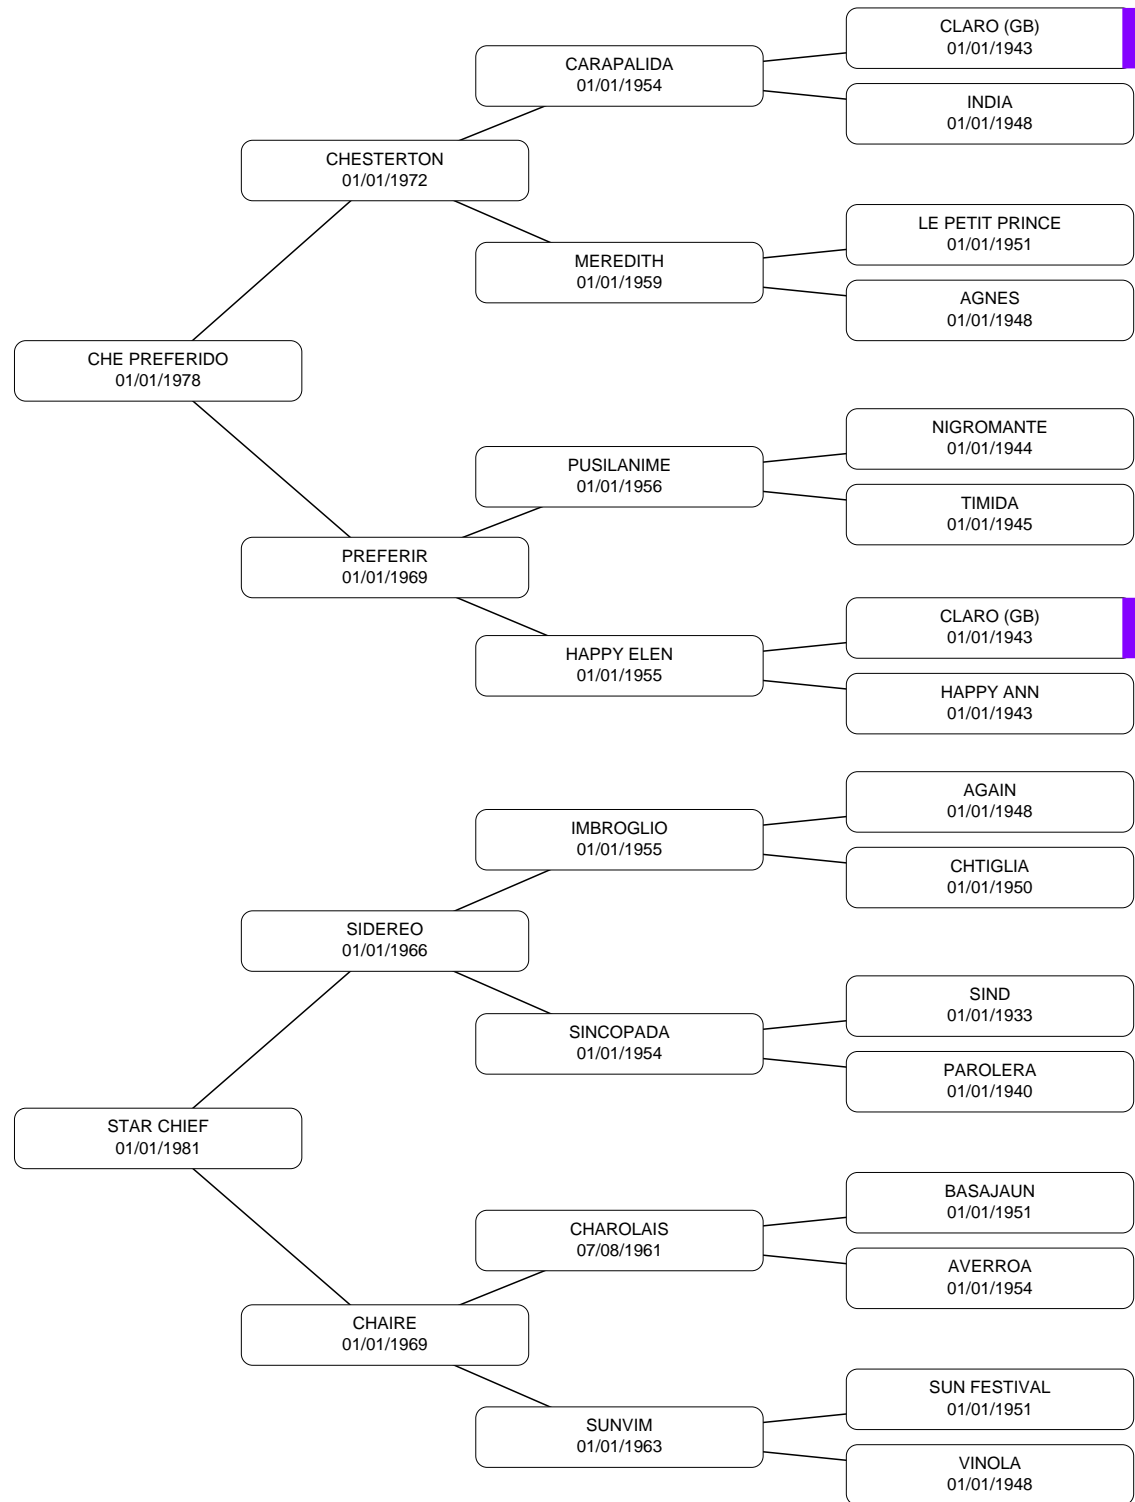 CLARO (GB)
01/01/1943
CARAPALIDA
01/01/1954
INDIA
01/01/1948
CHESTERTON
01/01/1972
LE PETIT PRINCE
01/01/1951
MEREDITH
01/01/1959
AGNES
01/01/1948
CHE PREFERIDO
01/01/1978
NIGROMANTE
01/01/1944
PUSILANIME
01/01/1956
TIMIDA
01/01/1945
PREFERIR
01/01/1969
CLARO (GB)
01/01/1943
HAPPY ELEN
01/01/1955
HAPPY ANN
01/01/1943
AGAIN
01/01/1948
IMBROGLIO
01/01/1955
CHTIGLIA
01/01/1950
SIDEREO
01/01/1966
SIND
01/01/1933
SINCOPADA
01/01/1954
PAROLERA
01/01/1940
STAR CHIEF
01/01/1981
BASAJAUN
01/01/1951
CHAROLAIS
07/08/1961
AVERROA
01/01/1954
CHAIRE
01/01/1969
SUN FESTIVAL
01/01/1951
SUNVIM
01/01/1963
VINOLA
01/01/1948